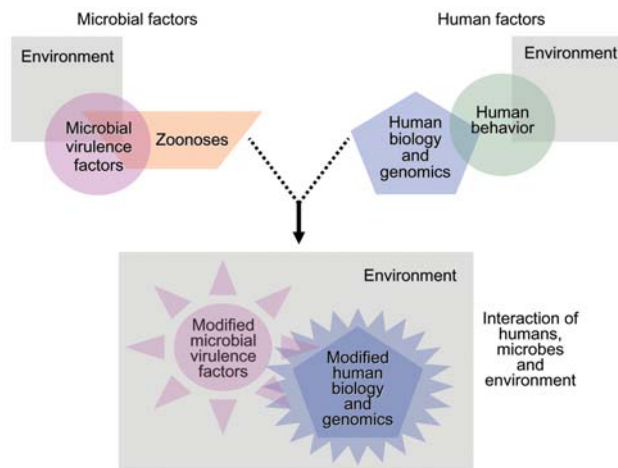 Microbial factors
Human factors
Environment
Environment
Microbial
virulence
factors
Zoonoses
Human
biology
and
genomics
Human
behavior
Environment
Modified
microbial
virulence
factors
Modified
human
biology
and
genomics
Interaction of
humans,
microbes
and
environment